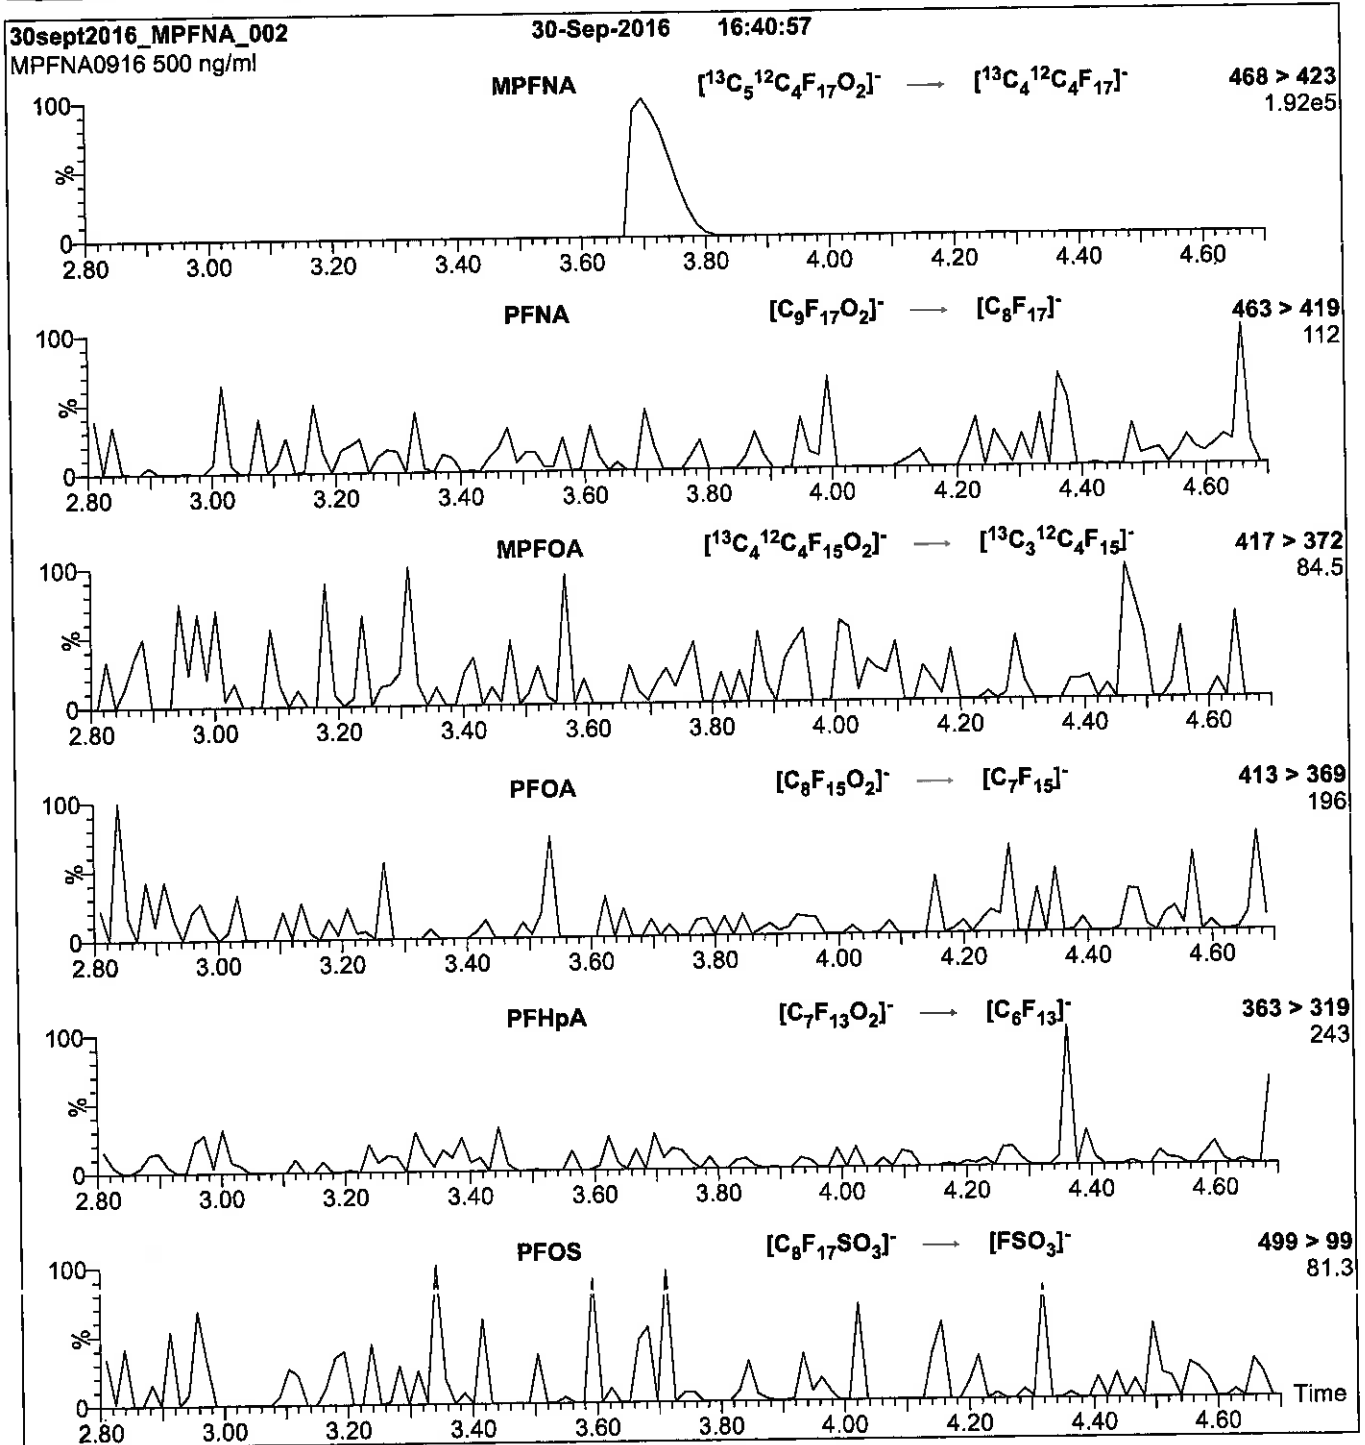 30sept2016_MPFNA_002 30-Sep-2016 16:40:57
MPFNA0916 500 ng/ml
MPFNA [¹³C₅¹²C₄F₁₇O₂]⁻ → [¹³C₄¹²C₄F₁₇]⁻ 468 > 423
1.92e5
100
%
0
2.80 3.00 3.20 3.40 3.60 3.80 4.00 4.20 4.40 4.60
PFNA [C₉F₁₇O₂]⁻ → [C₈F₁₇]⁻ 463 > 419
112
100
%
0
2.80 3.00 3.20 3.40 3.60 3.80 4.00 4.20 4.40 4.60
MPFOA [¹³C₄¹²C₄F₁₅O₂]⁻ → [¹³C₃¹²C₄F₁₅]⁻ 417 > 372
84.5
100
%
0
2.80 3.00 3.20 3.40 3.60 3.80 4.00 4.20 4.40 4.60
PFOA [C₈F₁₅O₂]⁻ → [C₇F₁₅]⁻ 413 > 369
196
100
%
0
2.80 3.00 3.20 3.40 3.60 3.80 4.00 4.20 4.40 4.60
PFHpA [C₇F₁₃O₂]⁻ → [C₆F₁₃]⁻ 363 > 319
243
100
%
0
2.80 3.00 3.20 3.40 3.60 3.80 4.00 4.20 4.40 4.60
PFOS [C₈F₁₇SO₃]⁻ → [FSO₃]⁻ 499 > 99
81.3
100
%
0
Time
2.80 3.00 3.20 3.40 3.60 3.80 4.00 4.20 4.40 4.60